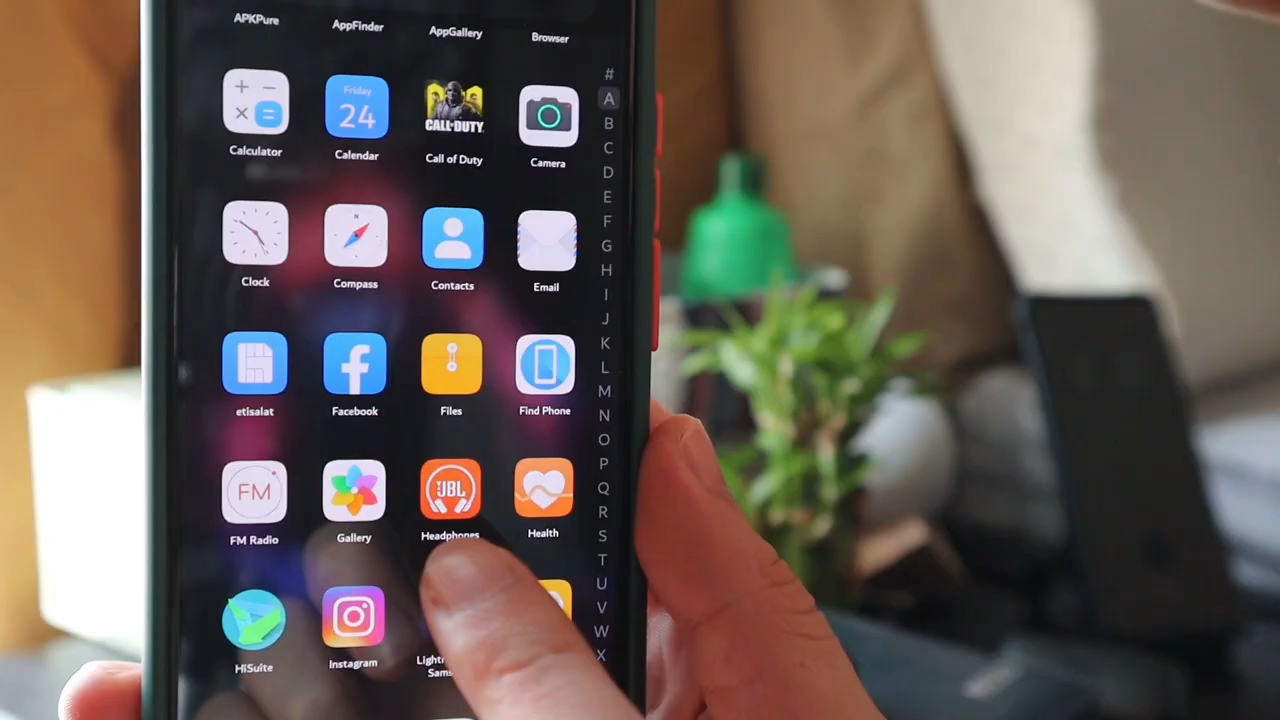 APKPure AppFinder AppGallery Browser
#
A
B
C
D
E
F
G
H
I
J
K
L
M
N
O
P
Q
R
S
T
U
V
W
X
Friday
24
CALL OF DUTY
Calculator Calendar Call of Duty Camera
N
Clock Compass Contacts Email
etisalat Facebook Files Find Phone
FM
JBL
FM Radio Gallery Headphones Health
HiSuite Instagram